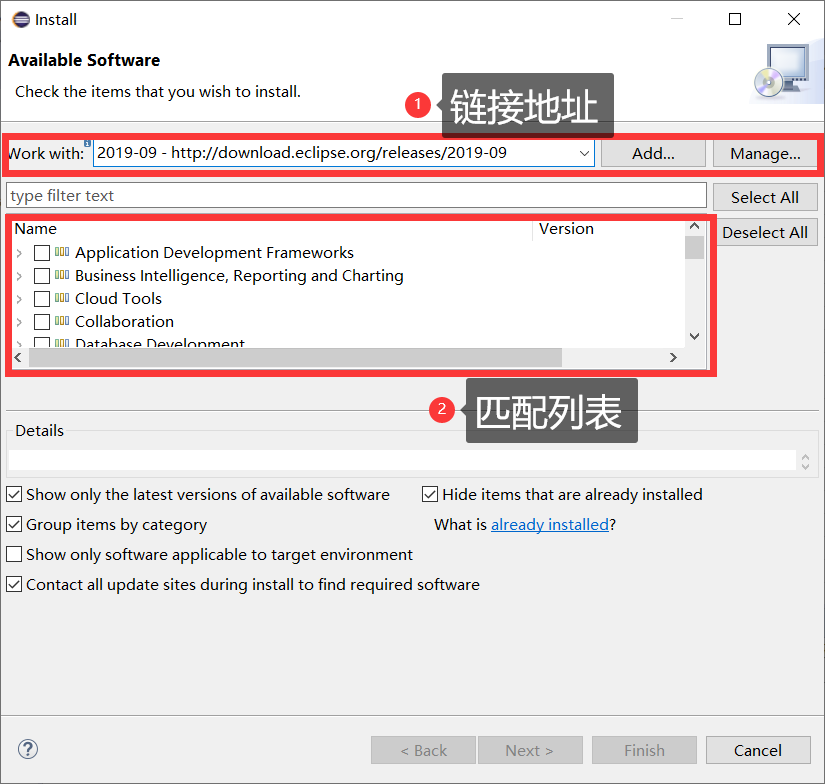 Install
Available Software
Check the items that you wish to install.
1 链接地址
Work with: 2019-09 - http://download.eclipse.org/releases/2019-09 Add... Manage...
type filter text Select All
Name Version Deselect All
Application Development Frameworks
Business Intelligence, Reporting and Charting
Cloud Tools
Collaboration
Database Development
2 匹配列表
Details
Show only the latest versions of available software Hide items that are already installed
Group items by category What is already installed?
Show only software applicable to target environment
Contact all update sites during install to find required software
? < Back Next > Finish Cancel